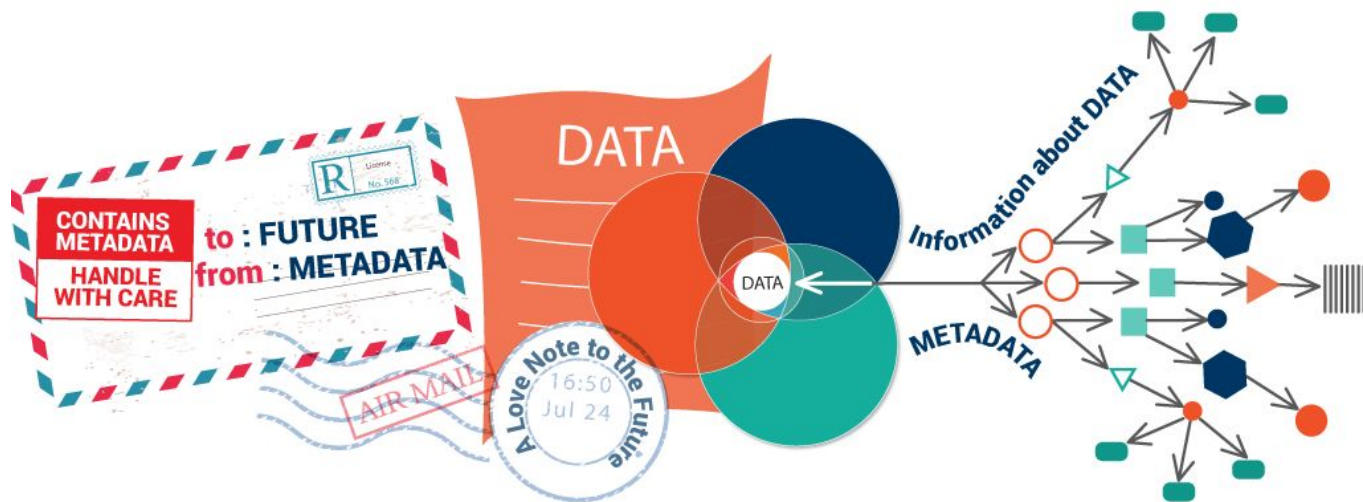 CONTAINS
METADATA
HANDLE
WITH CARE
to : FUTURE
from : METADATA
R
License
No. 568
AIR MAIL
A Love Note to the Future
16:50
Jul 24
DATA
DATA
Information about DATA
METADATA